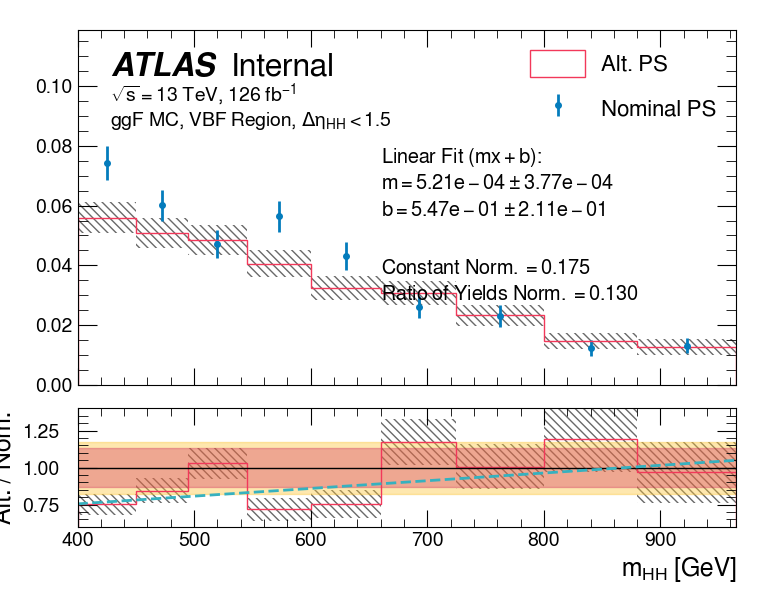 ATLAS Internal
√s = 13 TeV, 126 fb⁻¹
ggF MC, VBF Region, Δη_HH < 1.5
Alt. PS
Nominal PS
Linear Fit (mx + b):
m = 5.21e − 04 ± 3.77e − 04
b = 5.47e − 01 ± 2.11e − 01
Constant Norm. = 0.175
Ratio of Yields Norm. = 0.130
0.10
0.08
0.06
0.04
0.02
0.00
Alt. / Nom.
1.25
1.00
0.75
400 500 600 700 800 900
m_HH [GeV]